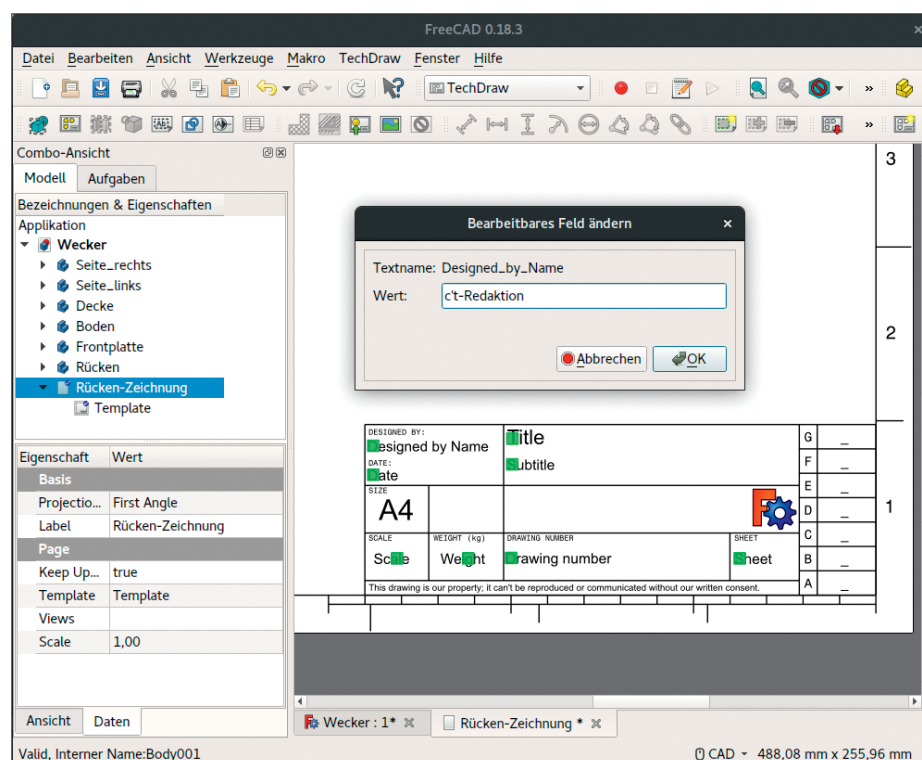 FreeCAD 0.18.3
Datei Bearbeiten Ansicht Werkzeuge Makro TechDraw Fenster Hilfe
TechDraw
Combo-Ansicht
Modell Aufgaben
Bezeichnungen & Eigenschaften
Applikation
Wecker
Seite_rechts
Seite_links
Decke
Boden
Frontplatte
Rücken
Rücken-Zeichnung
Template
Eigenschaft Wert
Basis
Projectio... First Angle
Label Rücken-Zeichnung
Page
Keep Up... true
Template Template
Views
Scale 1,00
Ansicht Daten
Bearbeitbares Feld ändern
Textname: Designed_by_Name
Wert: c't-Redaktion
Abbrechen OK
3
2
1
DESIGNED BY:
Designed by Name
DATE:
Date
Title
Subtitle
SIZE
A4
SCALE
Scale
WEIGHT (kg)
Weight
DRAWING NUMBER
Drawing number
SHEET
Sheet
This drawing is our property; it can't be reproduced or communicated without our written consent.
G _
F _
E _
D _
C _
B _
A _
Wecker : 1*
Rücken-Zeichnung *
Valid, Interner Name:Body001
CAD 488,08 mm x 255,96 mm